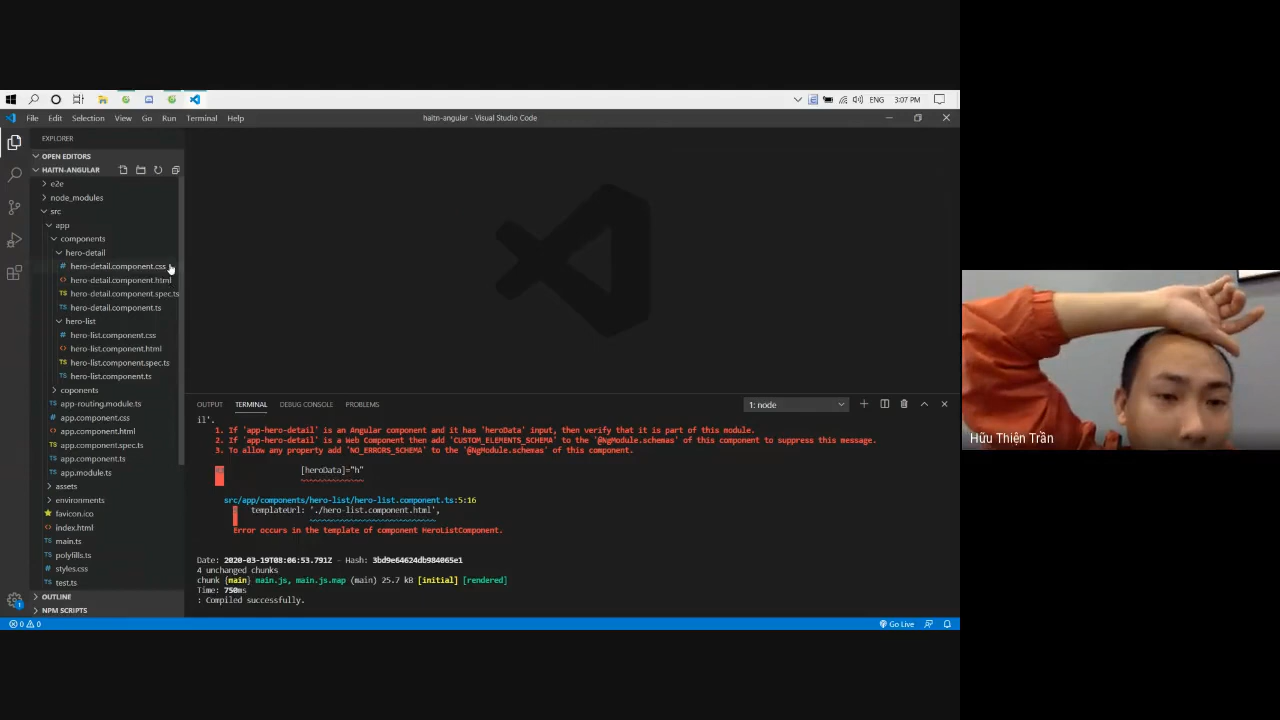 ENG 3:07 PM
File Edit Selection View Go Run Terminal Help
haitn-angular - Visual Studio Code
EXPLORER
OPEN EDITORS
HAITN-ANGULAR
e2e
node_modules
src
app
components
hero-detail
hero-detail.component.css
hero-detail.component.html
hero-detail.component.spec.ts
hero-detail.component.ts
hero-list
hero-list.component.css
hero-list.component.html
hero-list.component.spec.ts
hero-list.component.ts
coponents
app-routing.module.ts
app.component.css
app.component.html
app.component.spec.ts
app.component.ts
app.module.ts
assets
environments
favicon.ico
index.html
main.ts
polyfills.ts
styles.css
test.ts
OUTLINE
NPM SCRIPTS
OUTPUT TERMINAL DEBUG CONSOLE PROBLEMS
1: node
il'.
1. If 'app-hero-detail' is an Angular component and it has 'heroData' input, then verify that it is part of this module.
2. If 'app-hero-detail' is a Web Component then add 'CUSTOM_ELEMENTS_SCHEMA' to the '@NgModule.schemas' of this component to suppress this message.
3. To allow any property add 'NO_ERRORS_SCHEMA' to the '@NgModule.schemas' of this component.
[heroData]="h"
src/app/components/hero-list/hero-list.component.ts:5:16
templateUrl: './hero-list.component.html',
Error occurs in the template of component HeroListComponent.
Date: 2020-03-19T08:06:53.791Z - Hash: 3bd9e64624db984065e1
4 unchanged chunks
chunk {main} main.js, main.js.map (main) 25.7 kB [initial] [rendered]
Time: 750ms
: Compiled successfully.
0 0
Go Live
Hữu Thiện Trần